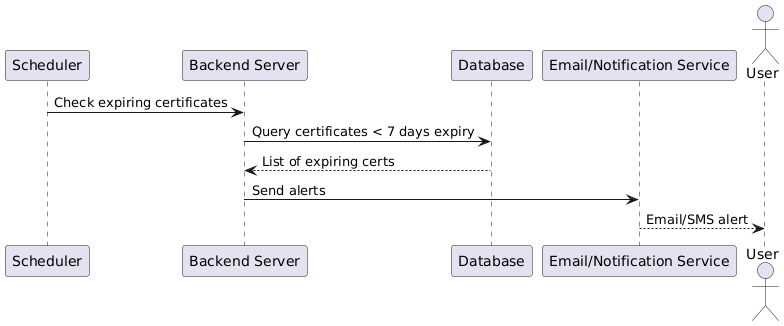 User
Scheduler
Backend Server
Database
Email/Notification Service
Check expiring certificates
Query certificates < 7 days expiry
List of expiring certs
Send alerts
Email/SMS alert
Scheduler
Backend Server
Database
Email/Notification Service
User